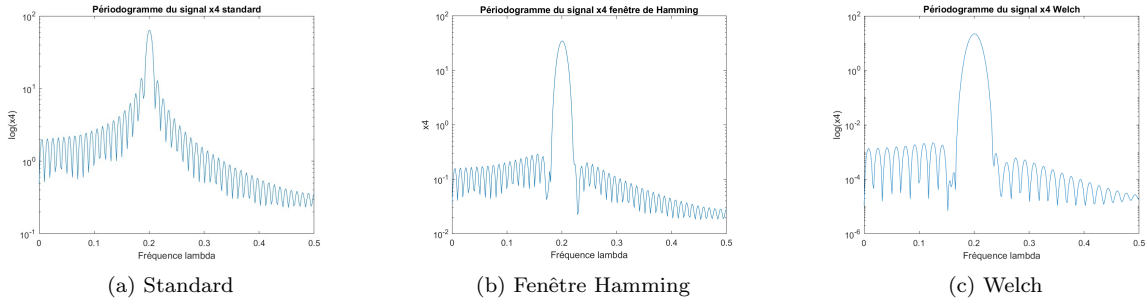 Périodogramme du signal x4 standard
10^2
10^1
10^0
10^-1
log(x4)
0 0.1 0.2 0.3 0.4 0.5
Fréquence lambda
(a) Standard
Périodogramme du signal x4 fenêtre de Hamming
10^2
10^1
10^0
10^-1
10^-2
x4
0 0.1 0.2 0.3 0.4 0.5
Fréquence lambda
(b) Fenêtre Hamming
Périodogramme du signal x4 Welch
10^2
10^0
10^-2
10^-4
10^-6
log(x4)
0 0.1 0.2 0.3 0.4 0.5
Fréquence lambda
(c) Welch